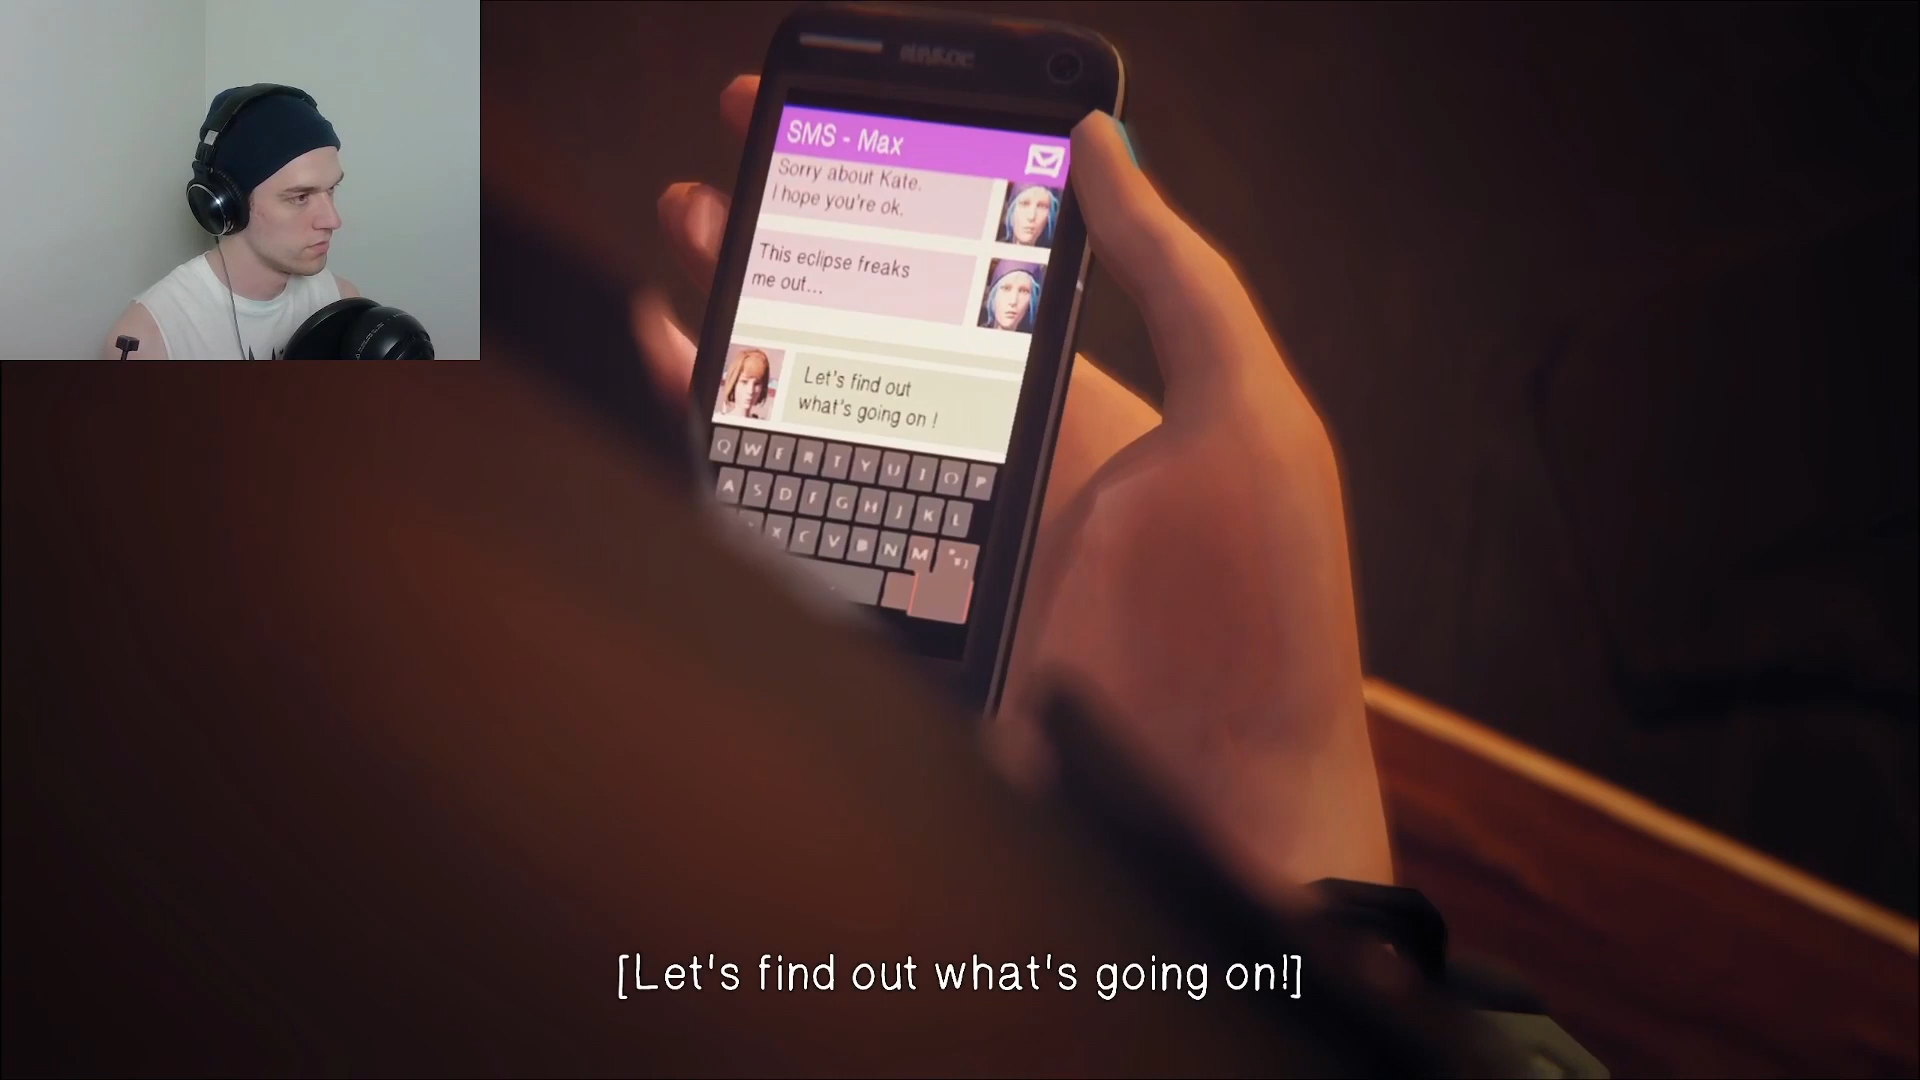 SMS - Max
Sorry about Kate.
I hope you're ok.
This eclipse freaks
me out...
Let's find out
what's going on !
Q W E R T Y U I O P
A S D F G H J K L
X C V B N M
[Let's find out what's going on!]